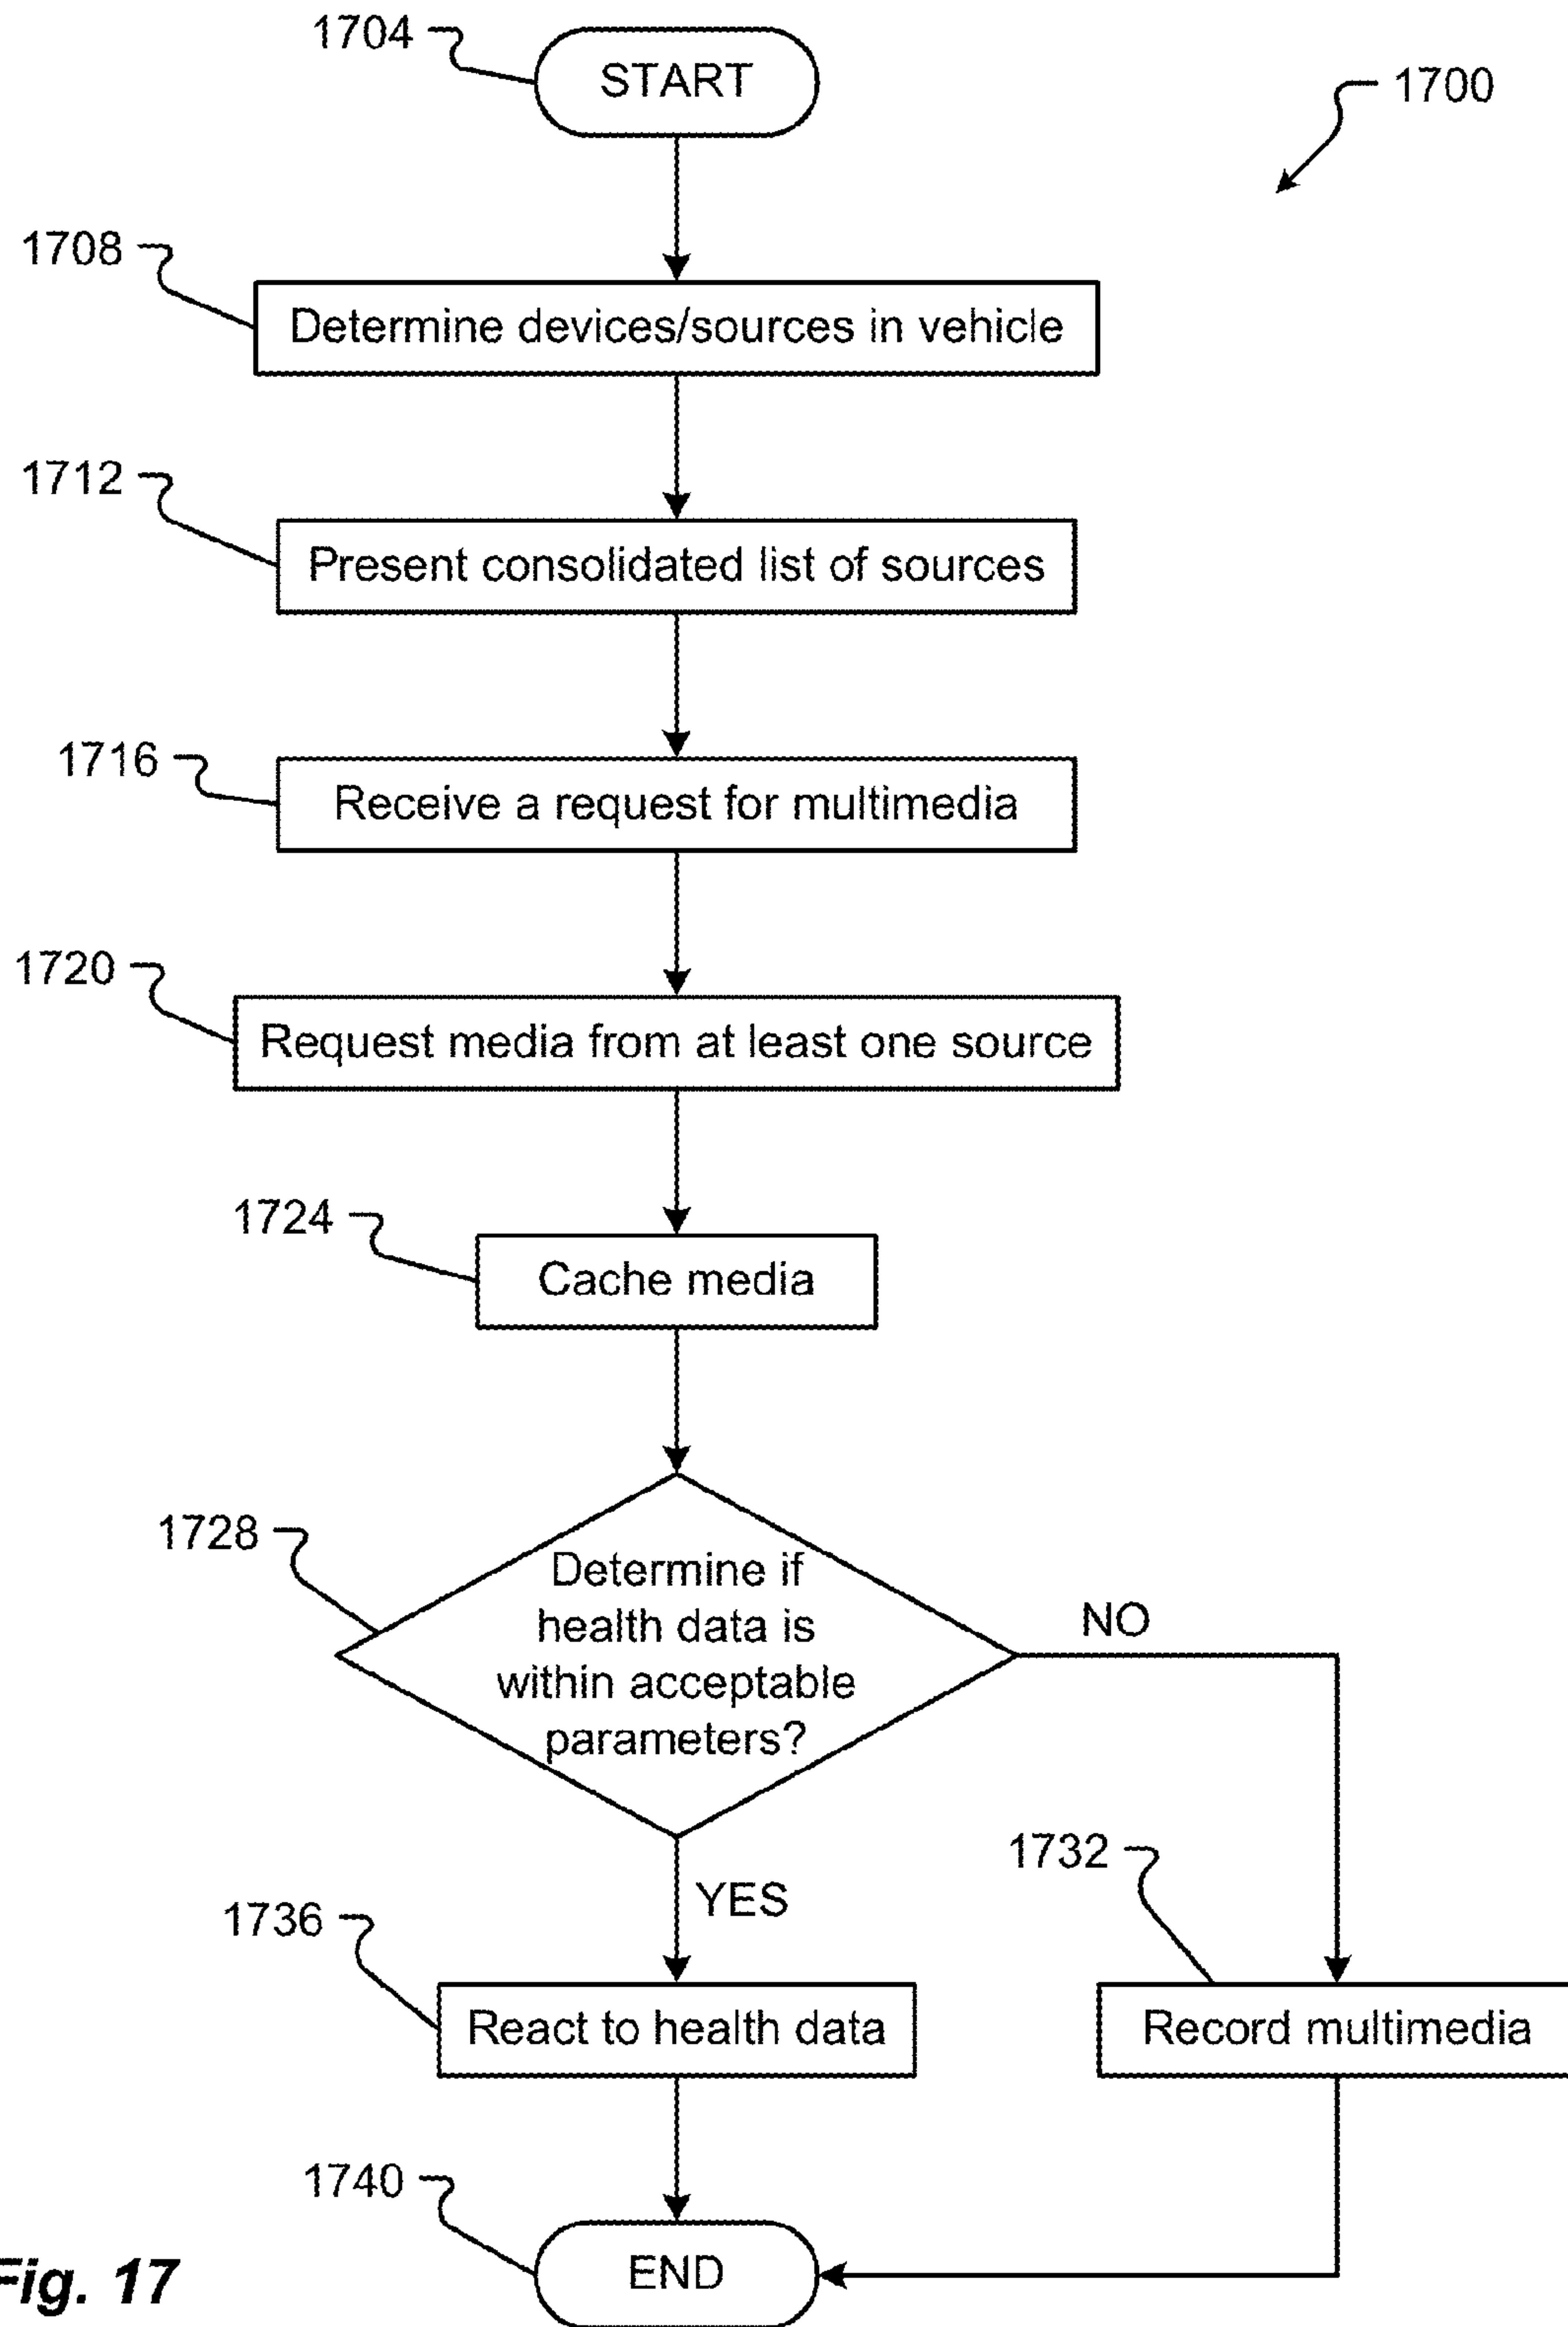 1704
START
1700
1708
Determine devices/sources in vehicle
1712
Present consolidated list of sources
1716
Receive a request for multimedia
1720
Request media from at least one source
1724
Cache media
1728
Determine if
health data is
within acceptable
parameters?
NO
YES
1732
1736
React to health data
Record multimedia
1740
END
Fig. 17